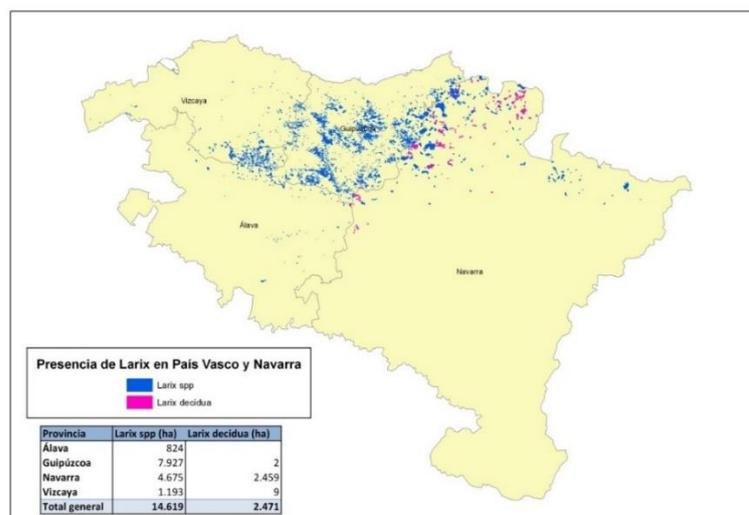 Vizcaya
Guipúzcoa
Álava
Navarra
Presencia de Larix en País Vasco y Navarra
Larix spp
Larix decidua
Provincia Larix spp (ha) Larix decidua (ha)
Álava 824
Guipúzcoa 7.927 2
Navarra 4.675 2.459
Vizcaya 1.193 9
Total general 14.619 2.471